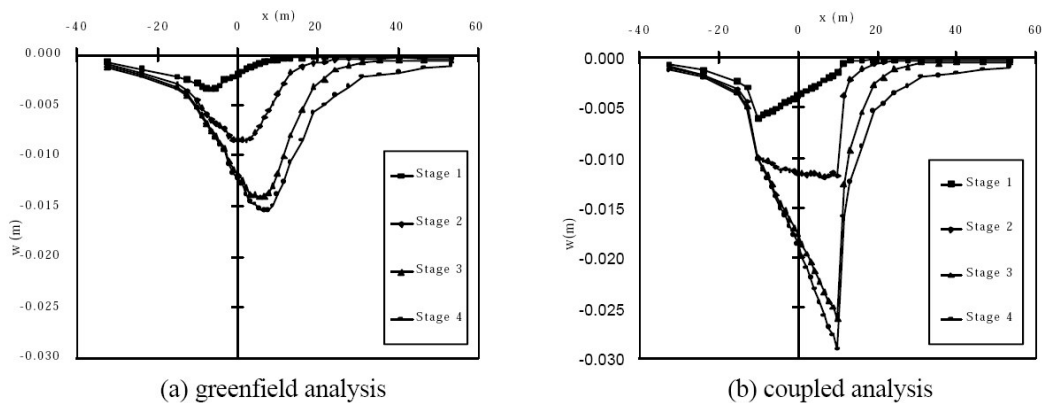 x (m)
-40 -20 0 20 40 60
0.000
-0.005
-0.010
-0.015
-0.020
-0.025
-0.030
w (m)
Stage 1
Stage 2
Stage 3
Stage 4
(a) greenfield analysis
x (m)
-40 -20 0 20 40 60
0.000
-0.005
-0.010
-0.015
-0.020
-0.025
-0.030
w(m)
Stage 1
Stage 2
Stage 3
Stage 4
(b) coupled analysis